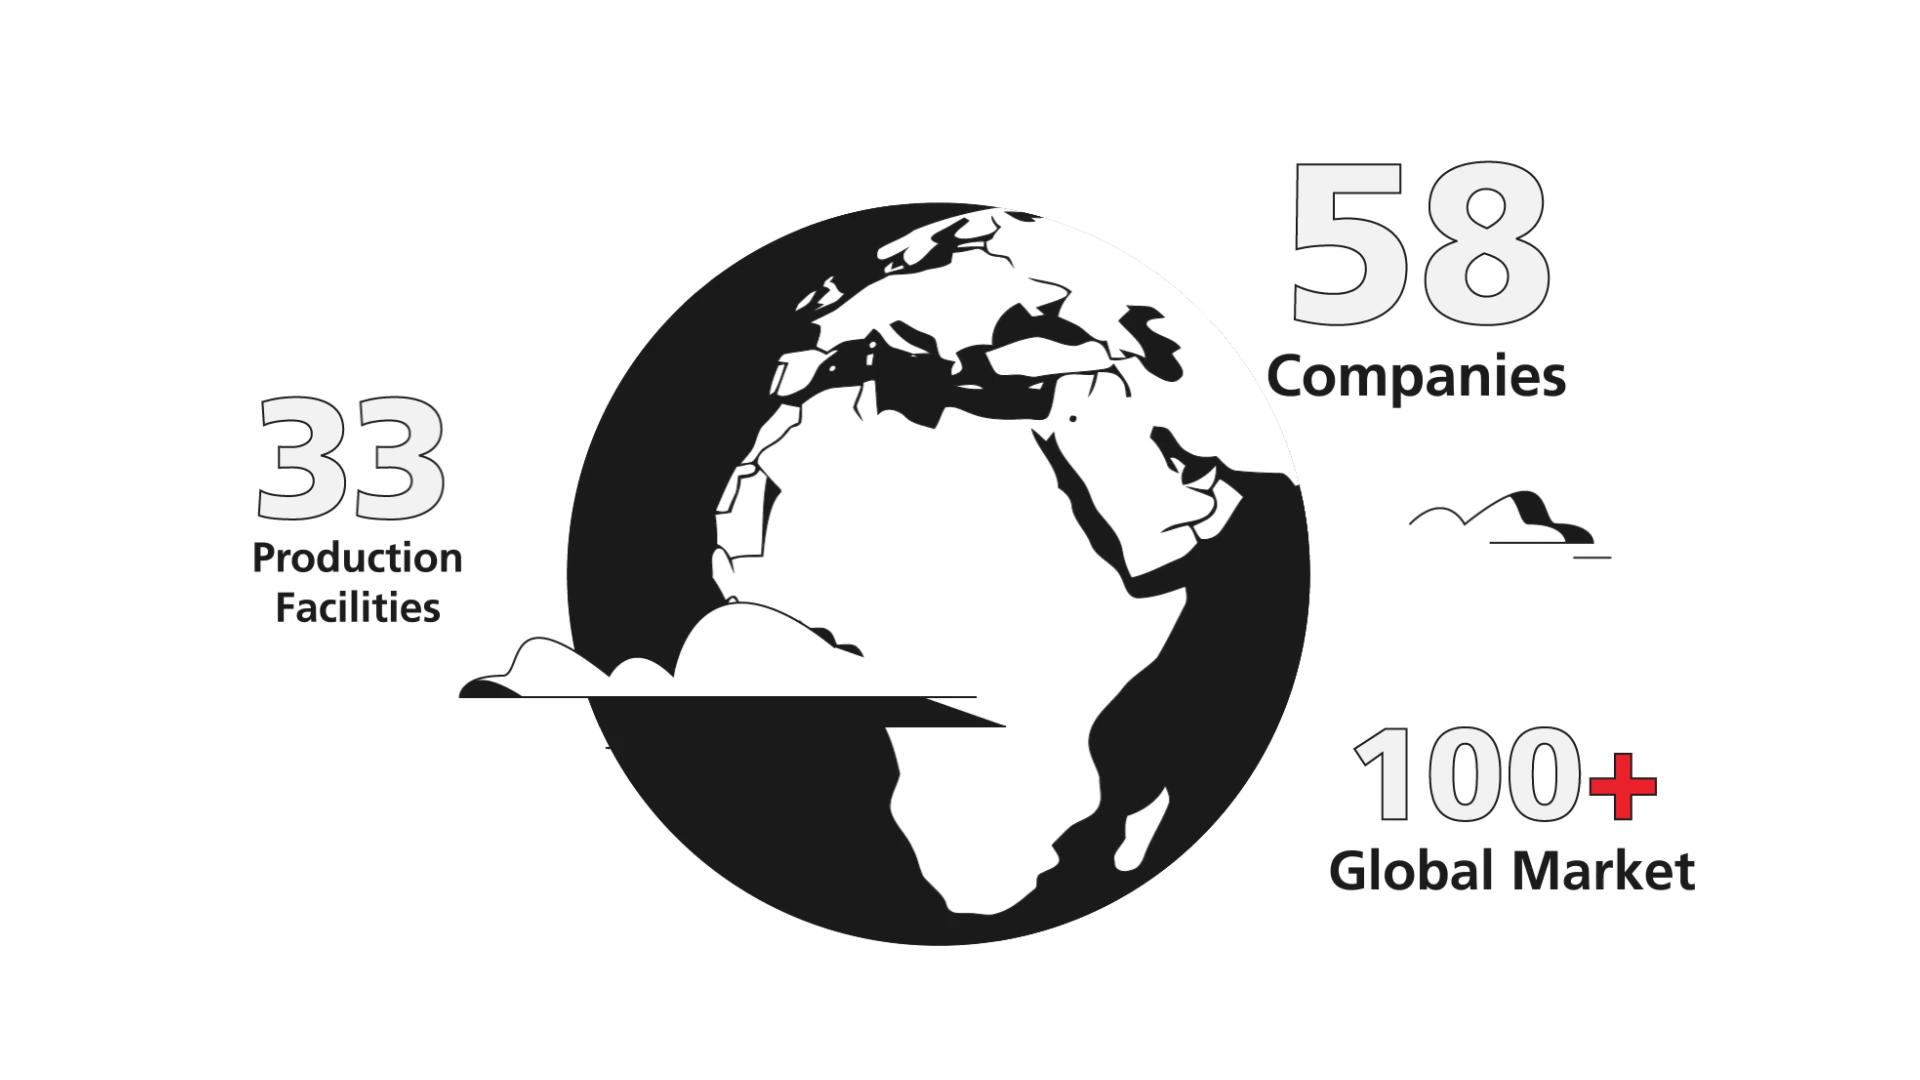 33
Production
Facilities
58
Companies
100+
Global Market